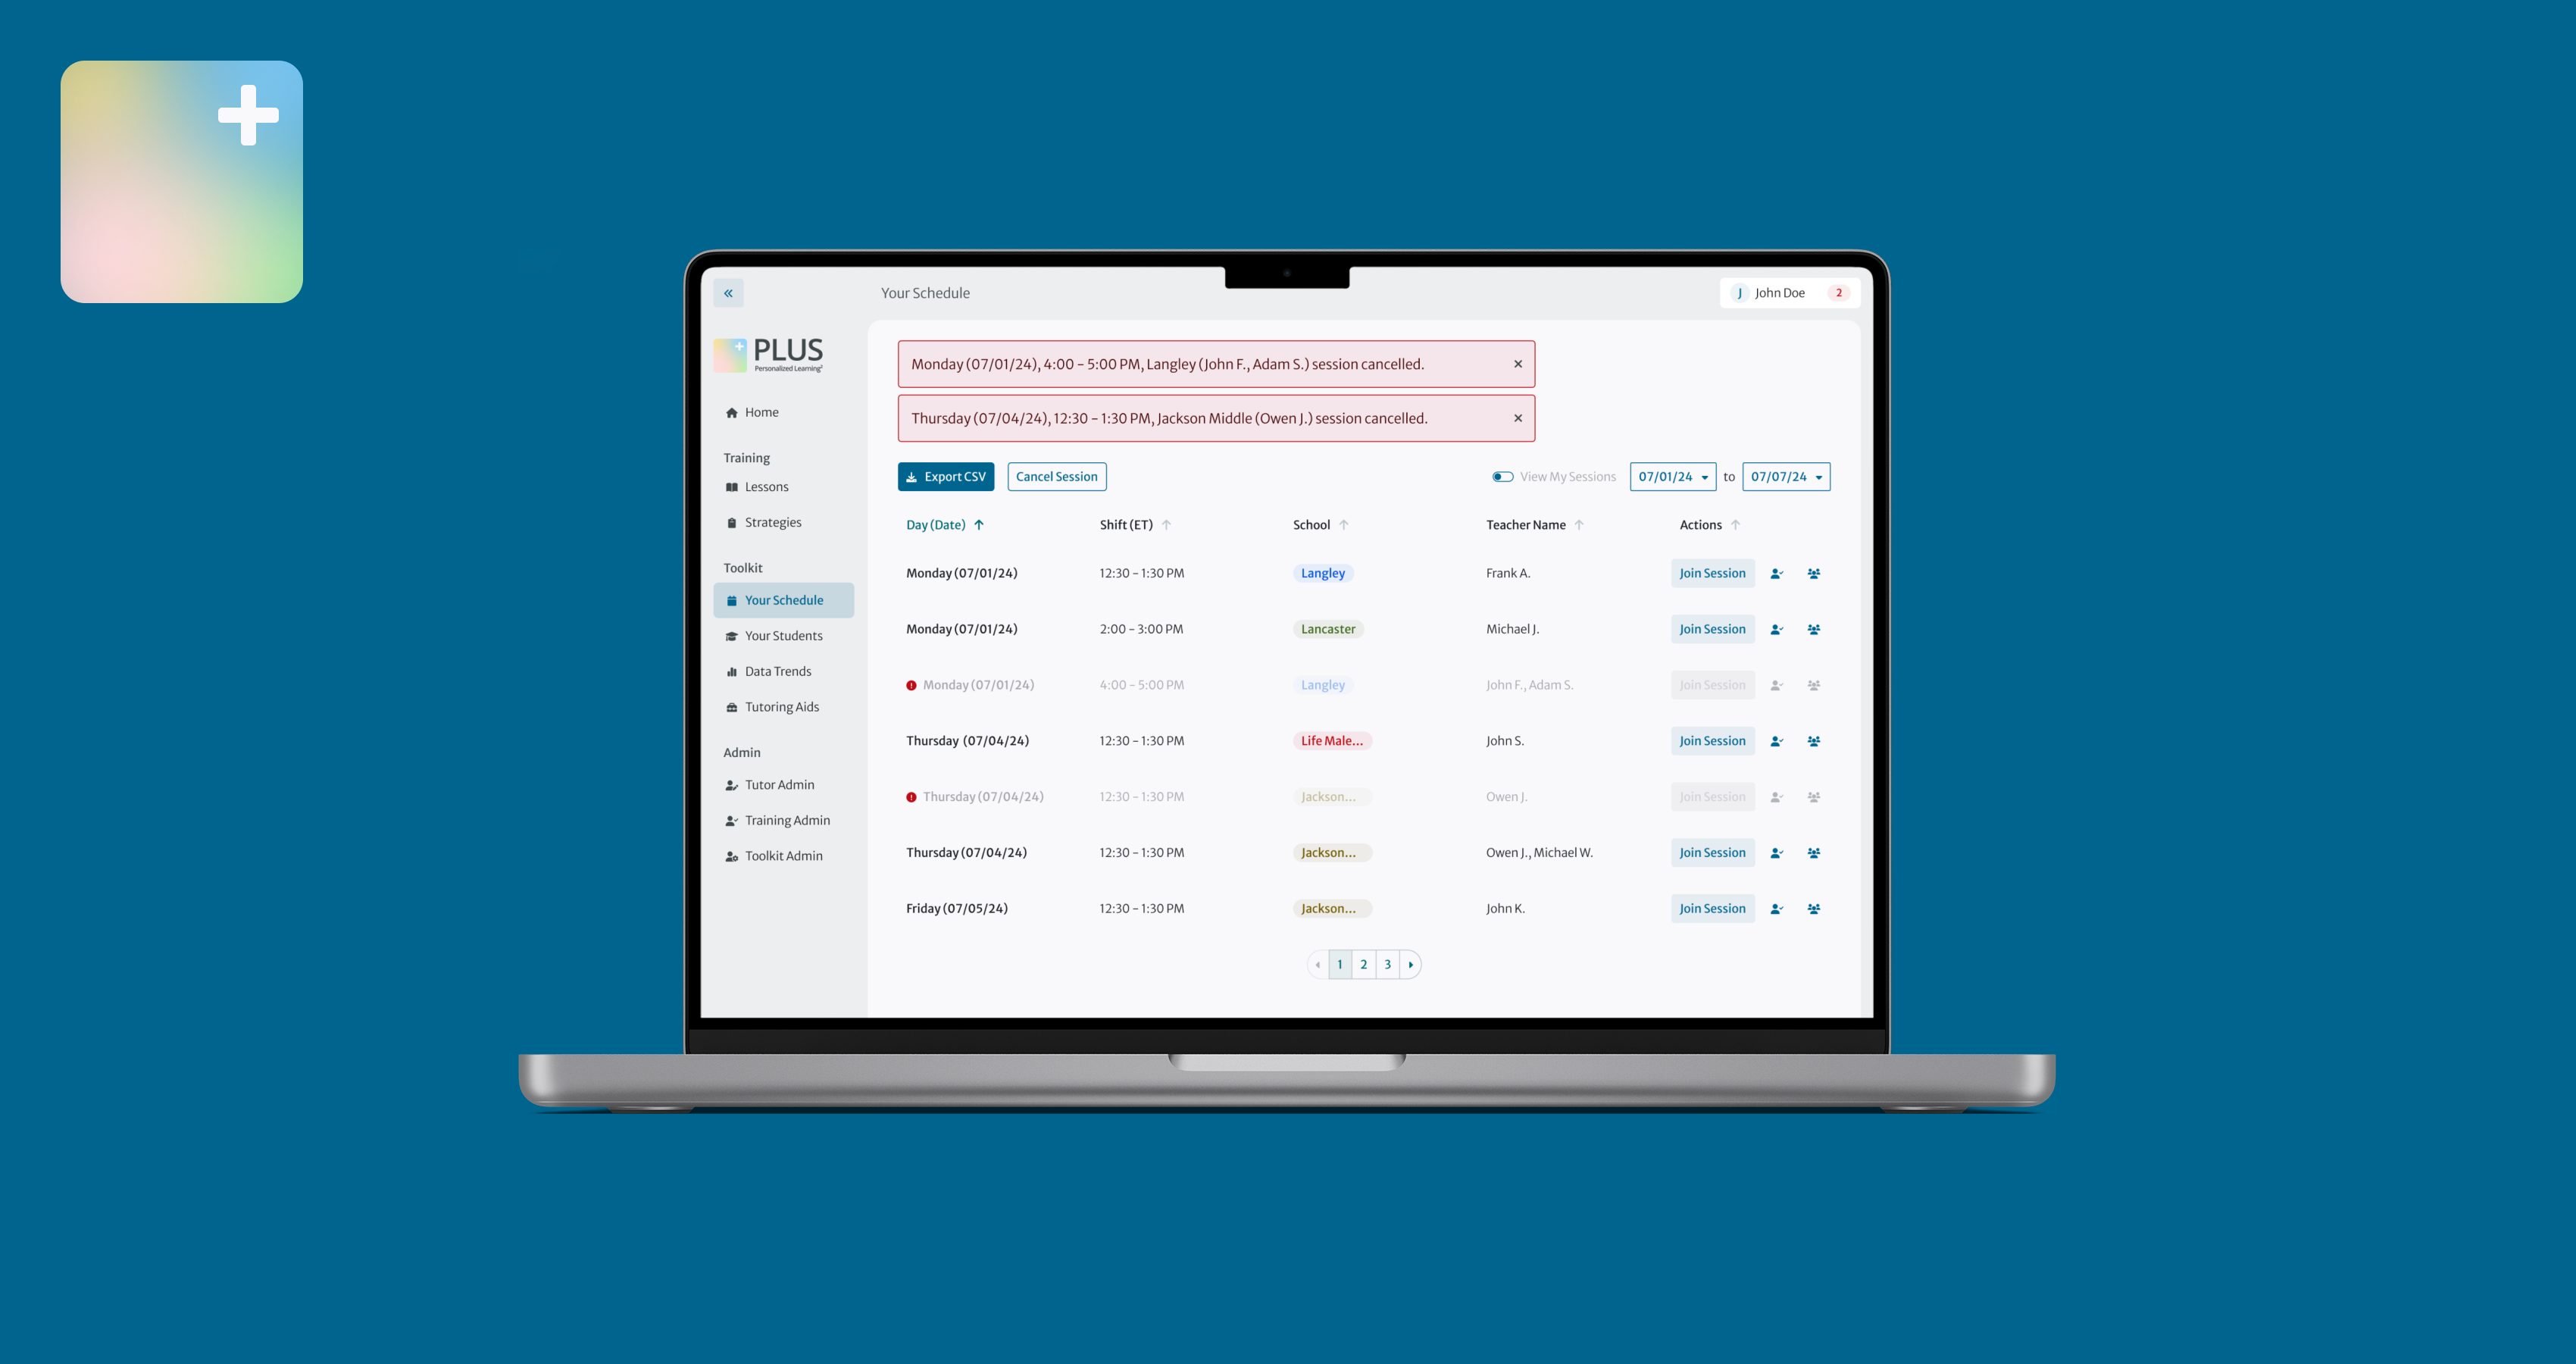 Your Schedule
J John Doe 2
PLUS
Personalized Learning²
Home
Training
Lessons
Strategies
Toolkit
Your Schedule
Your Students
Data Trends
Tutoring Aids
Admin
Tutor Admin
Training Admin
Toolkit Admin
Monday (07/01/24), 4:00 – 5:00 PM, Langley (John F., Adam S.) session cancelled.
Thursday (07/04/24), 12:30 – 1:30 PM, Jackson Middle (Owen J.) session cancelled.
Export CSV Cancel Session View My Sessions 07/01/24 to 07/07/24
Day (Date) Shift (ET) School Teacher Name Actions
Monday (07/01/24) 12:30 – 1:30 PM Langley Frank A. Join Session
Monday (07/01/24) 2:00 – 3:00 PM Lancaster Michael J. Join Session
Monday (07/01/24) 4:00 – 5:00 PM Langley John F., Adam S. Join Session
Thursday (07/04/24) 12:30 – 1:30 PM Life Male... John S. Join Session
Thursday (07/04/24) 12:30 – 1:30 PM Jackson... Owen J. Join Session
Thursday (07/04/24) 12:30 – 1:30 PM Jackson... Owen J., Michael W. Join Session
Friday (07/05/24) 12:30 – 1:30 PM Jackson... John K. Join Session
1 2 3